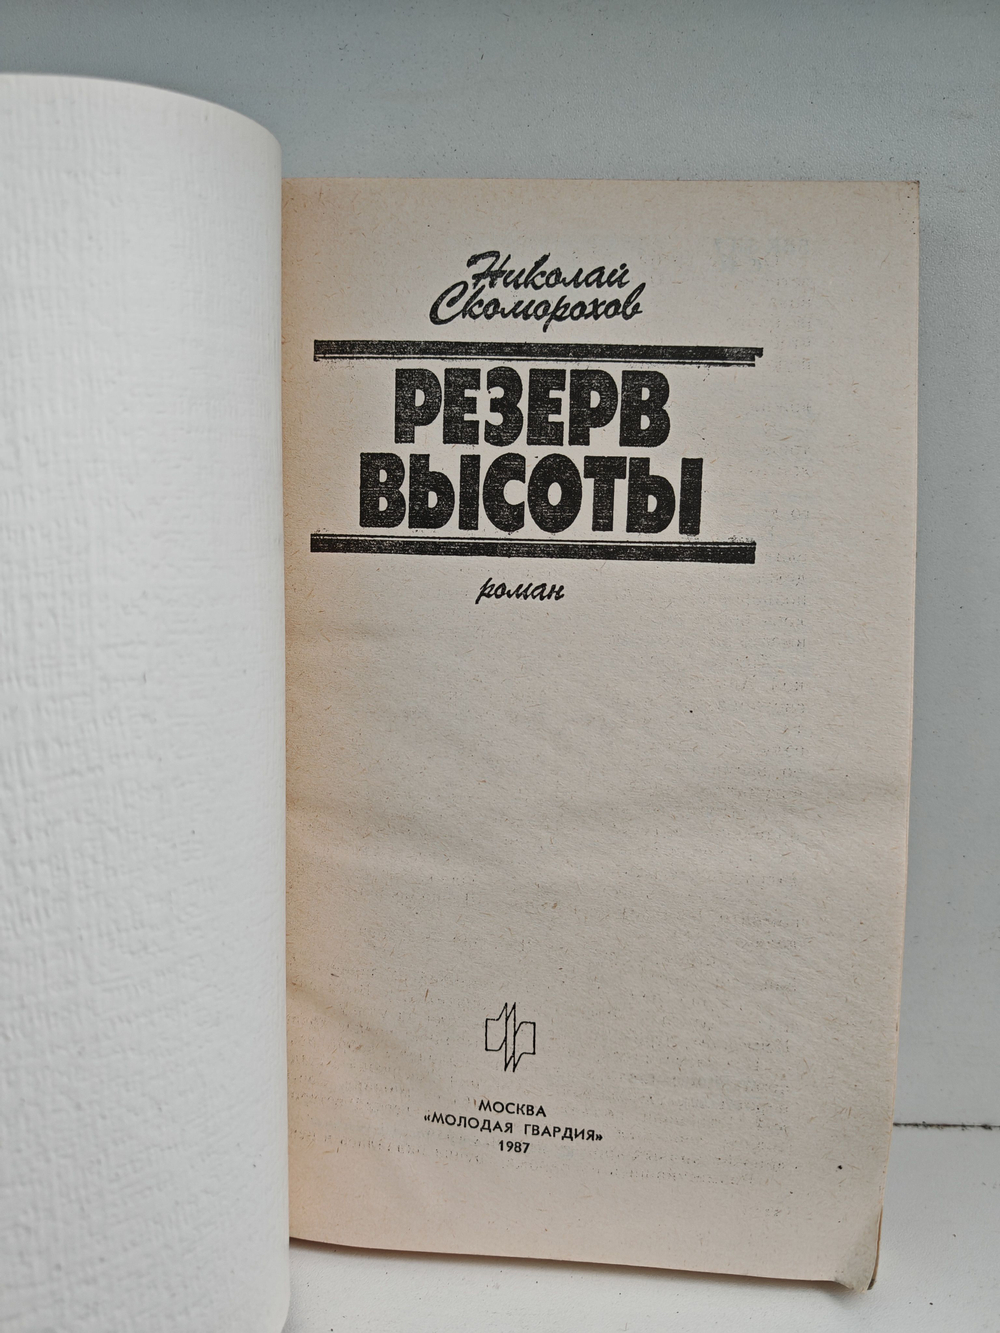 Николай
Скоморохов
РЕЗЕРВ
ВЫСОТЫ
роман
МОСКВА
«МОЛОДАЯ ГВАРДИЯ»
1987